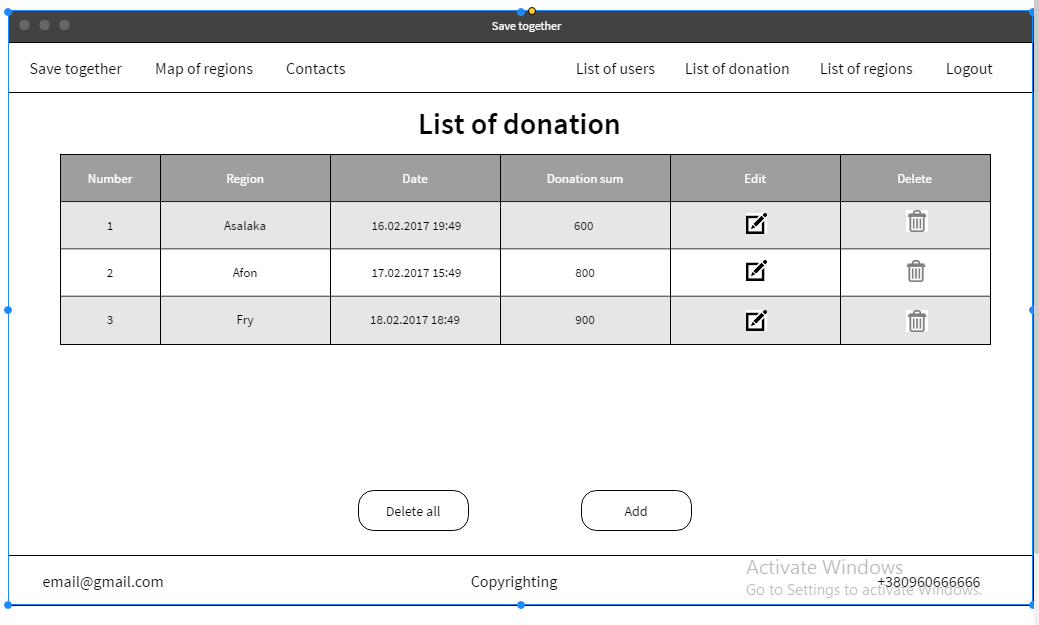 Save together
Save together Map of regions Contacts List of users List of donation List of regions Logout
List of donation
Number Region Date Donation sum Edit Delete
1 Asalaka 16.02.2017 19:49 600
2 Afon 17.02.2017 15:49 800
3 Fry 18.02.2017 18:49 900
Delete all Add
Activate Windows
Go to Settings to activate Windows.
email@gmail.com Copyrighting +380960666666